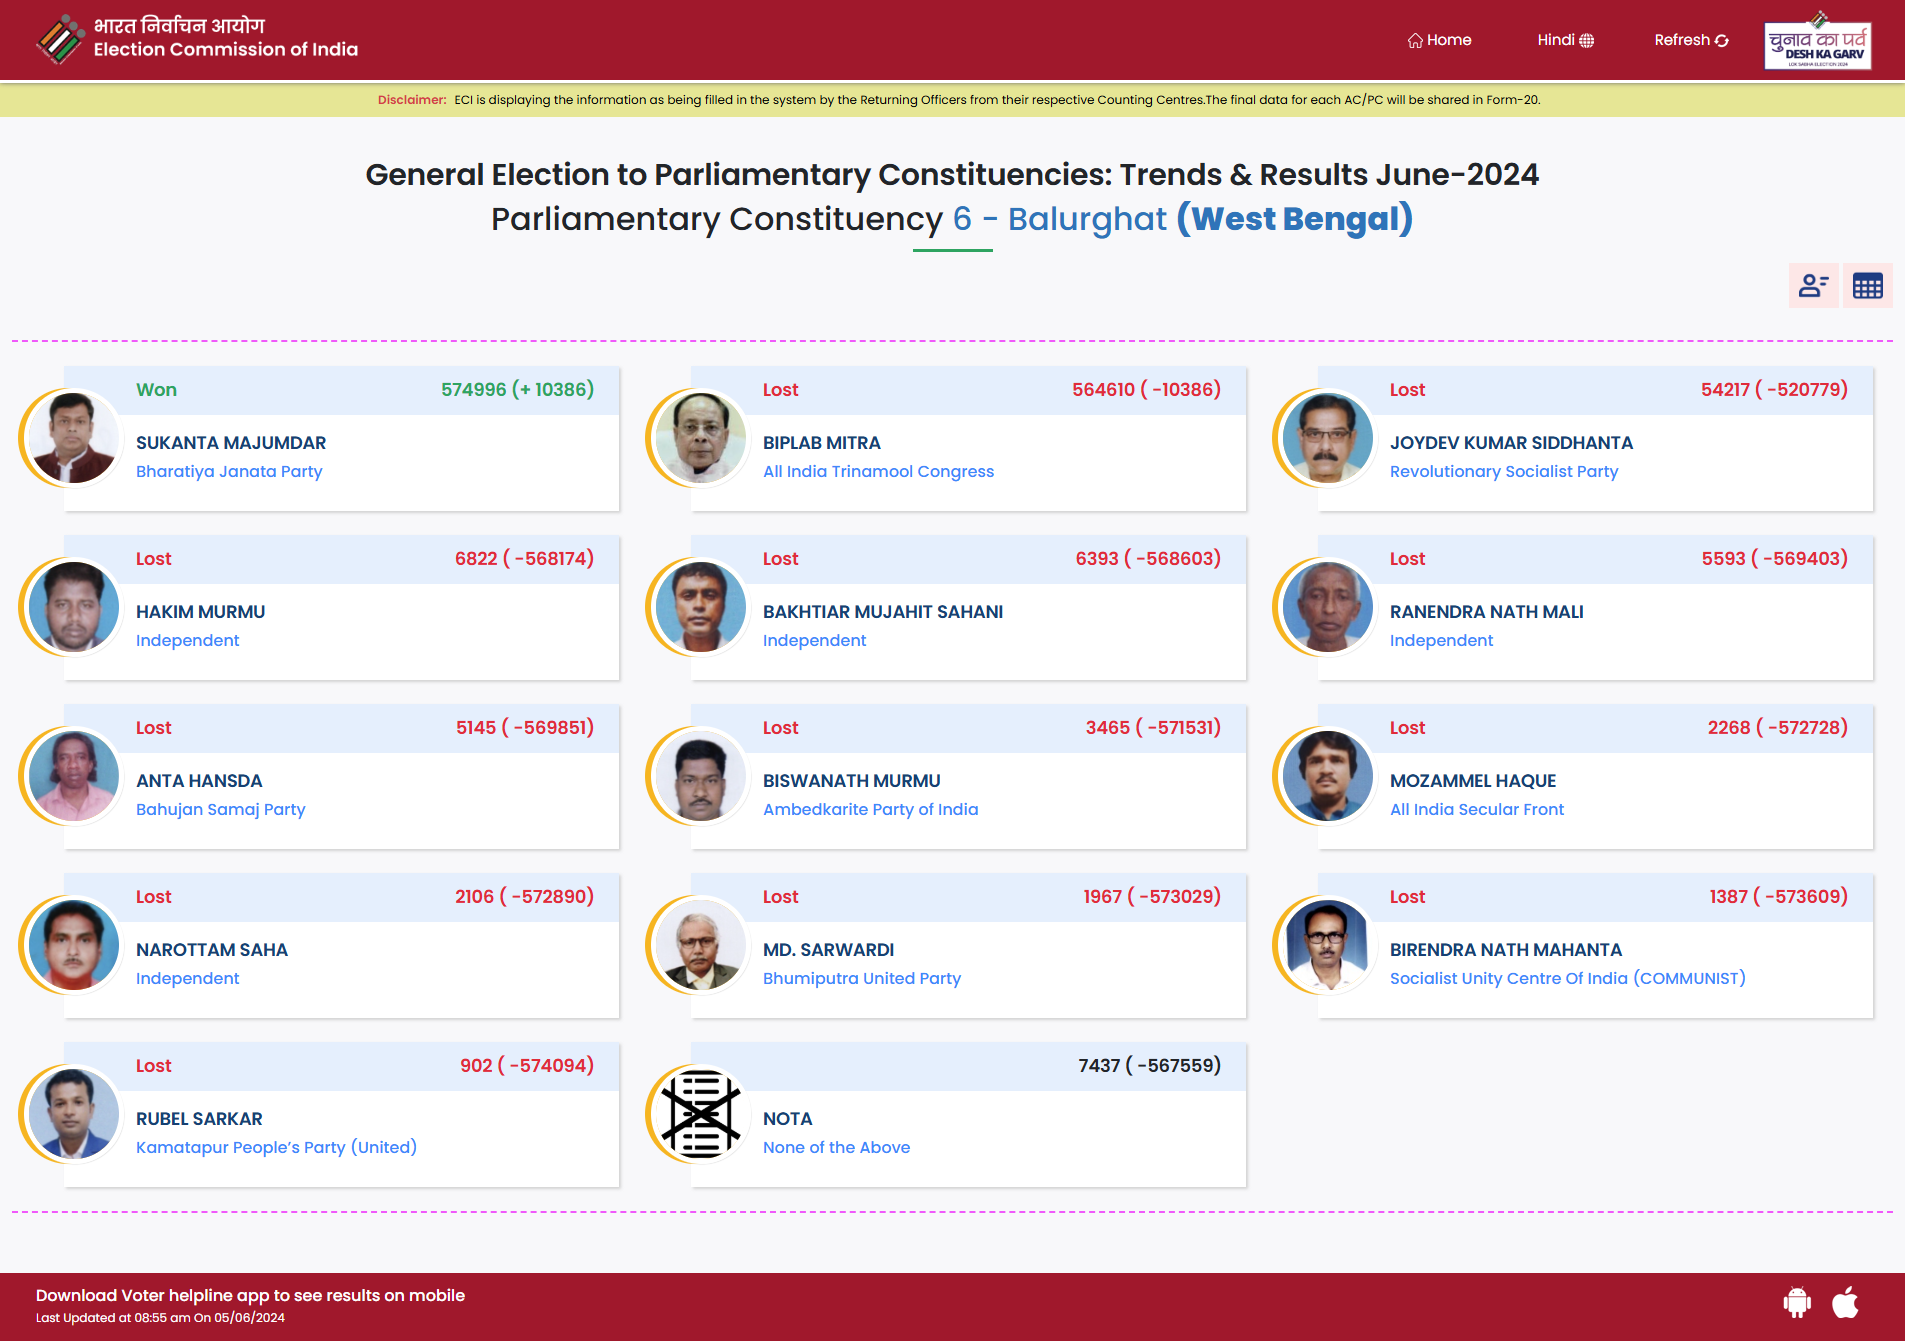 भारत निर्वाचन आयोग
Election Commission of India
Home
Hindi
Refresh
चुनाव का पर्व
DESH KA GARV
LOK SABHA ELECTION 2024
Disclaimer: ECI is displaying the information as being filled in the system by the Returning Officers from their respective Counting Centres.The final data for each AC/PC will be shared in Form-20.
General Election to Parliamentary Constituencies: Trends & Results June-2024
Parliamentary Constituency 6 - Balurghat (West Bengal)
Won 574996 (+ 10386)
SUKANTA MAJUMDAR
Bharatiya Janata Party
Lost 564610 ( -10386)
BIPLAB MITRA
All India Trinamool Congress
Lost 54217 ( -520779)
JOYDEV KUMAR SIDDHANTA
Revolutionary Socialist Party
Lost 6822 ( -568174)
HAKIM MURMU
Independent
Lost 6393 ( -568603)
BAKHTIAR MUJAHIT SAHANI
Independent
Lost 5593 ( -569403)
RANENDRA NATH MALI
Independent
Lost 5145 ( -569851)
ANTA HANSDA
Bahujan Samaj Party
Lost 3465 ( -571531)
BISWANATH MURMU
Ambedkarite Party of India
Lost 2268 ( -572728)
MOZAMMEL HAQUE
All India Secular Front
Lost 2106 ( -572890)
NAROTTAM SAHA
Independent
Lost 1967 ( -573029)
MD. SARWARDI
Bhumiputra United Party
Lost 1387 ( -573609)
BIRENDRA NATH MAHANTA
Socialist Unity Centre Of India (COMMUNIST)
Lost 902 ( -574094)
RUBEL SARKAR
Kamatapur People’s Party (United)
7437 ( -567559)
NOTA
None of the Above
Download Voter helpline app to see results on mobile
Last Updated at 08:55 am On 05/06/2024